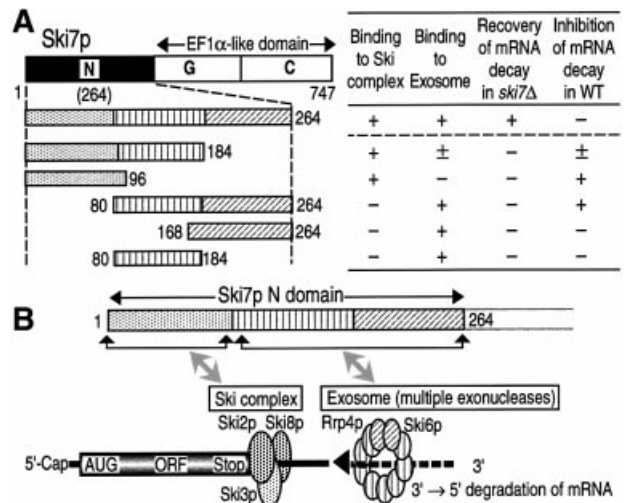 A
Ski7p
EF1α-like domain
N G C
1 (264) 747
Binding to Ski complex
Binding to Exosome
Recovery of mRNA decay in ski7Δ
Inhibition of mRNA decay in WT
264 + + + −
184 + ± − ±
96 + − − +
80 264 − + − +
168 264 − + − −
80 184 − + − −
B
Ski7p N domain
1 264
Ski complex
Exosome (multiple exonucleases)
Ski2p Ski8p
Rrp4p Ski6p
5'-Cap AUG ORF Stop 3'
Ski3p
3' → 5' degradation of mRNA